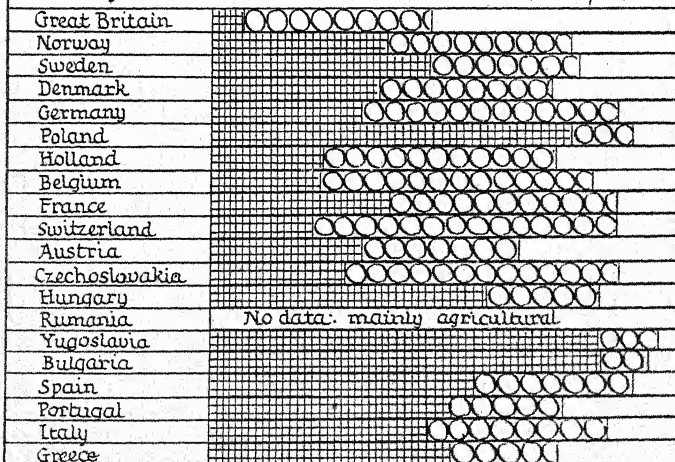 Great Britain
Norway
Sweden
Denmark
Germany
Poland
Holland
Belgium
France
Switzerland
Austria
Czechoslovakia
Hungary
Rumania No data: mainly agricultural
Yugoslavia
Bulgaria
Spain
Portugal
Italy
Greece